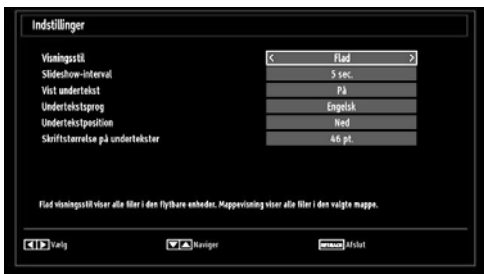 Indstillinger
Visningsstil < Flad >
Slideshow-interval 5 sec.
Vist undertekst På
Undertekstsprog Engelsk
Undertekstposition Ned
Skriftstørrelse på undertekster 46 pt.
Flad visningsstil viser alle filer i den flytbare enheder. Mappevisning viser alle filer i den valgte mappe.
Vælg Naviger RETURN Afslut